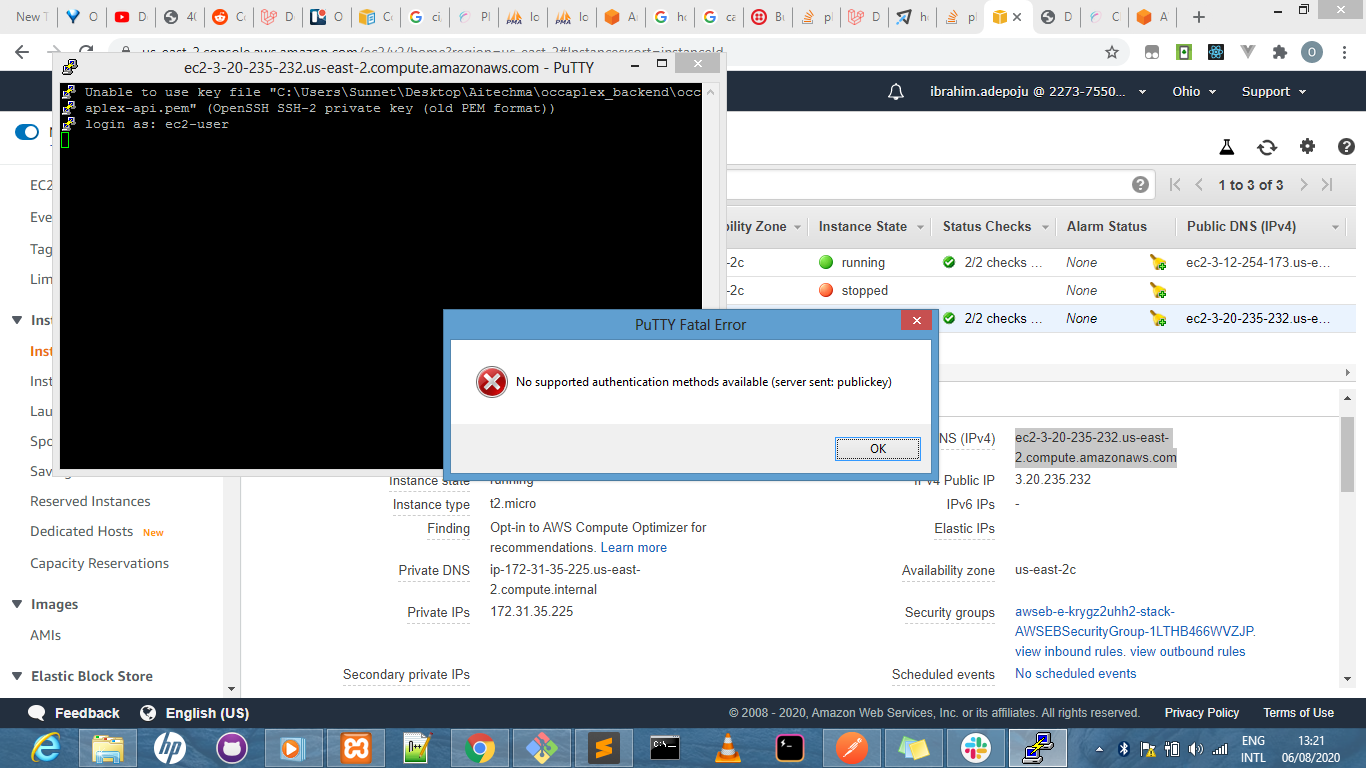 New T
D
40
Re
La
D
O
Co
ci
Pl
lo
lo
A
ho
ca
Bu
pl
D
he
pl
D
C
A
us-east-2.console.aws.amazon.com/ec2/v2/home?region=us-east-2#Instances:sort=instanceId
O
ec2-3-20-235-232.us-east-2.compute.amazonaws.com - PuTTY
Unable to use key file "C:\Users\Sunnet\Desktop\Aitechma\occaplex_backend\occ
aplex-api.pem" (OpenSSH SSH-2 private key (old PEM format))
login as: ec2-user
ibrahim.adepoju @ 2273-7550...
Ohio
Support
EC2
Eve
Tag
Lim
Inst
Inst
Inst
Lau
Spo
Savi
Reserved Instances
Dedicated Hosts New
Capacity Reservations
Images
AMIs
Elastic Block Store
1 to 3 of 3
bility Zone
Instance State
Status Checks
Alarm Status
Public DNS (IPv4)
-2c
running
2/2 checks ...
None
ec2-3-12-254-173.us-e...
-2c
stopped
None
2/2 checks ...
None
ec2-3-20-235-232.us-e...
PuTTY Fatal Error
No supported authentication methods available (server sent: publickey)
OK
NS (IPv4)
ec2-3-20-235-232.us-east-
2.compute.amazonaws.com
Instance state
running
IPv4 Public IP
3.20.235.232
Instance type
t2.micro
IPv6 IPs
-
Finding
Opt-in to AWS Compute Optimizer for
recommendations. Learn more
Elastic IPs
Private DNS
ip-172-31-35-225.us-east-
2.compute.internal
Availability zone
us-east-2c
Private IPs
172.31.35.225
Security groups
awseb-e-krygz2uhh2-stack-
AWSEBSecurityGroup-1LTHB466WVZJP.
view inbound rules. view outbound rules
Secondary private IPs
Scheduled events
No scheduled events
Feedback
English (US)
© 2008 - 2020, Amazon Web Services, Inc. or its affiliates. All rights reserved.
Privacy Policy
Terms of Use
ENG
INTL
13:21
06/08/2020